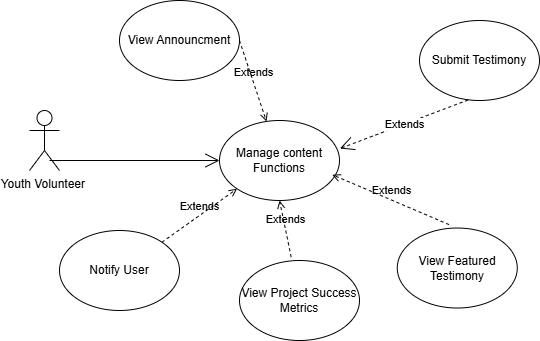 View Announcment
Submit Testimony
Extends
Extends
Manage content
Functions
Youth Volunteer
Extends
Extends
Extends
Notify User
View Featured
Testimony
View Project Success
Metrics